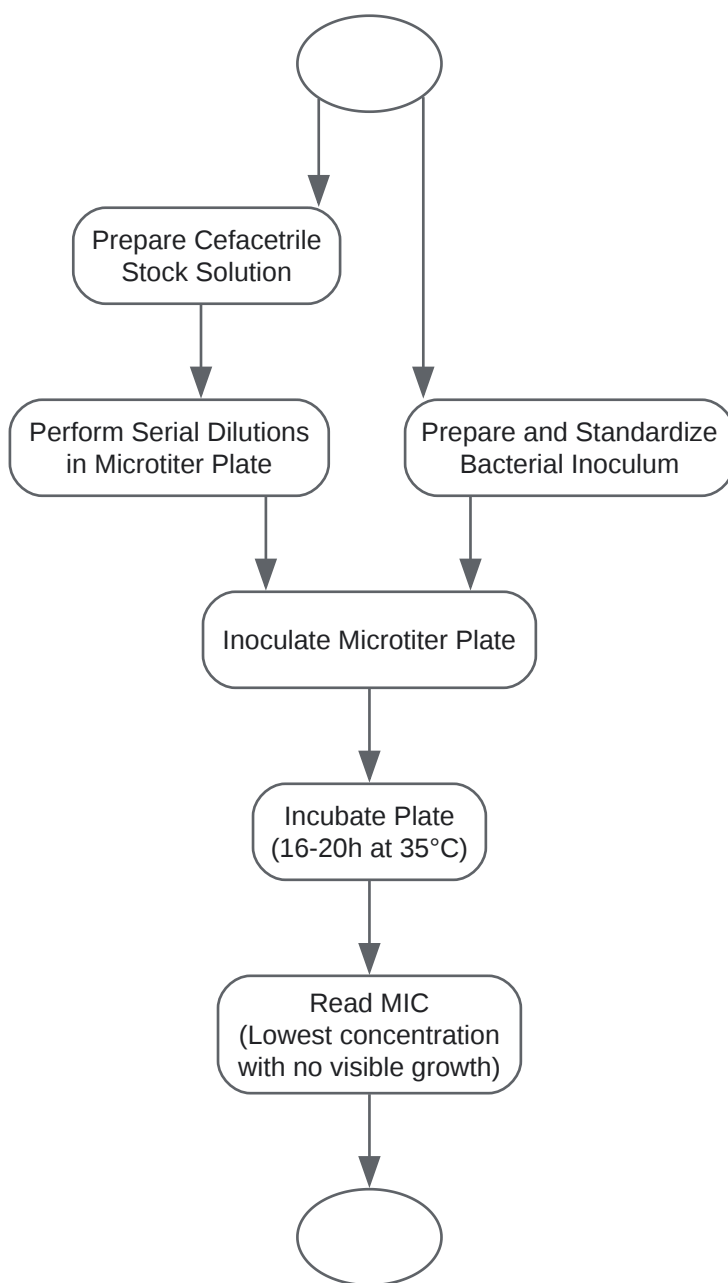 Prepare Cefacetrile
Stock Solution
Perform Serial Dilutions
in Microtiter Plate
Prepare and Standardize
Bacterial Inoculum
Inoculate Microtiter Plate
Incubate Plate
(16-20h at 35°C)
Read MIC
(Lowest concentration
with no visible growth)